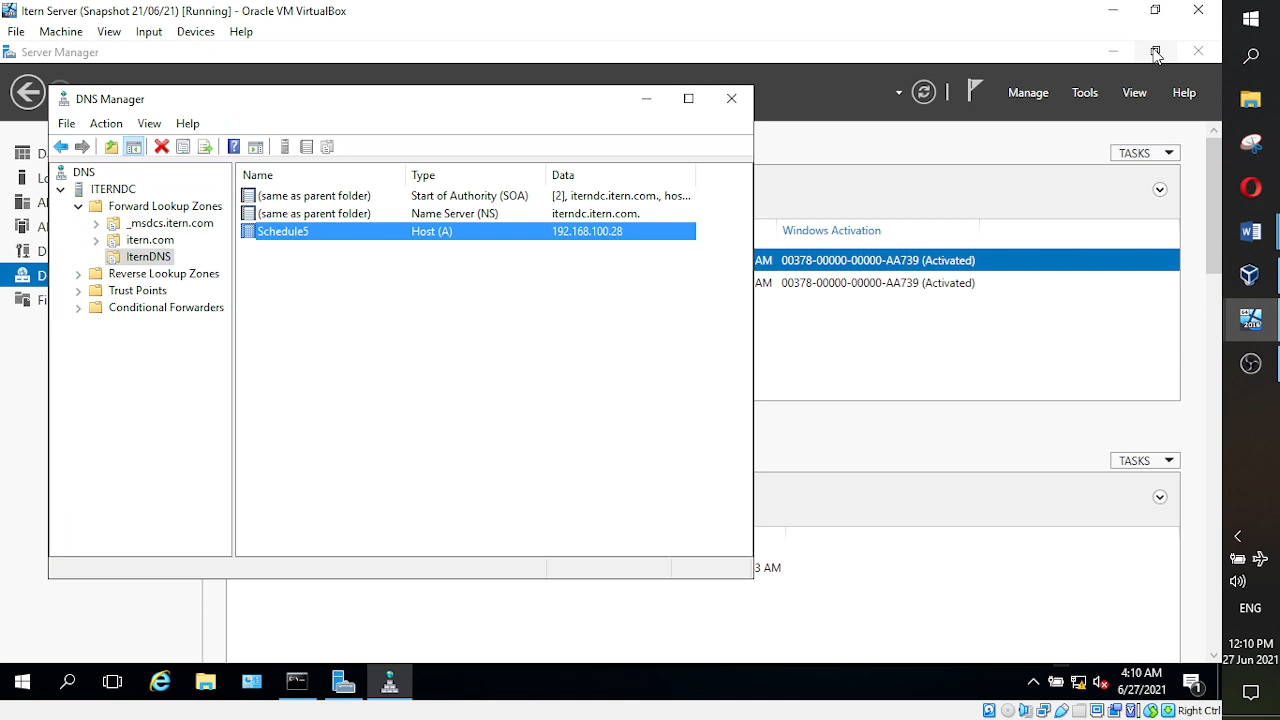 Itern Server (Snapshot 21/06/21) [Running] - Oracle VM VirtualBox
File Machine View Input Devices Help
Server Manager
Manage Tools View Help
DNS Manager
File Action View Help
TASKS
DNS
ITERNDC
Forward Lookup Zones
_msdcs.itern.com
itern.com
IternDNS
Reverse Lookup Zones
Trust Points
Conditional Forwarders
Name Type Data
(same as parent folder) Start of Authority (SOA) [2], iterndc.itern.com., hos...
(same as parent folder) Name Server (NS) iterndc.itern.com.
Schedule5 Host (A) 192.168.100.28
D
Lo
A
A
D
D
Fi
Windows Activation
AM 00378-00000-00000-AA739 (Activated)
AM 00378-00000-00000-AA739 (Activated)
TASKS
3 AM
4:10 AM
6/27/2021
1
Right Ctrl
2016
ENG
12:10 PM
27 Jun 2021